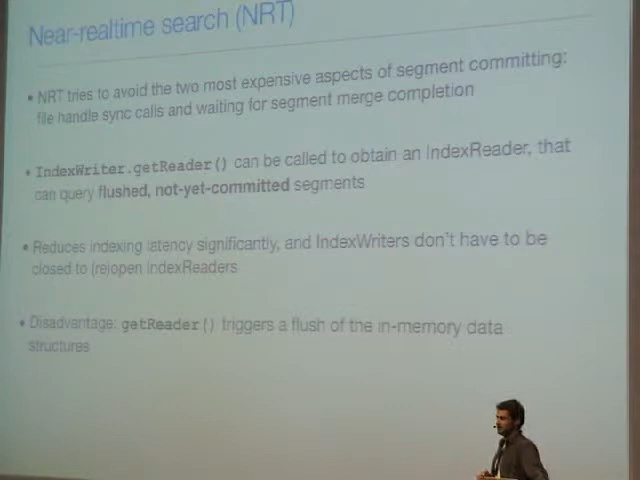 Near-realtime search (NRT)
• NRT tries to avoid the two most expensive aspects of segment committing:
file handle sync calls and waiting for segment merge completion
• IndexWriter.getReader() can be called to obtain an IndexReader, that
can query flushed, not-yet-committed segments
• Reduces indexing latency significantly, and IndexWriters don't have to be
closed to (re)open IndexReaders
• Disadvantage: getReader() triggers a flush of the in-memory data
structures